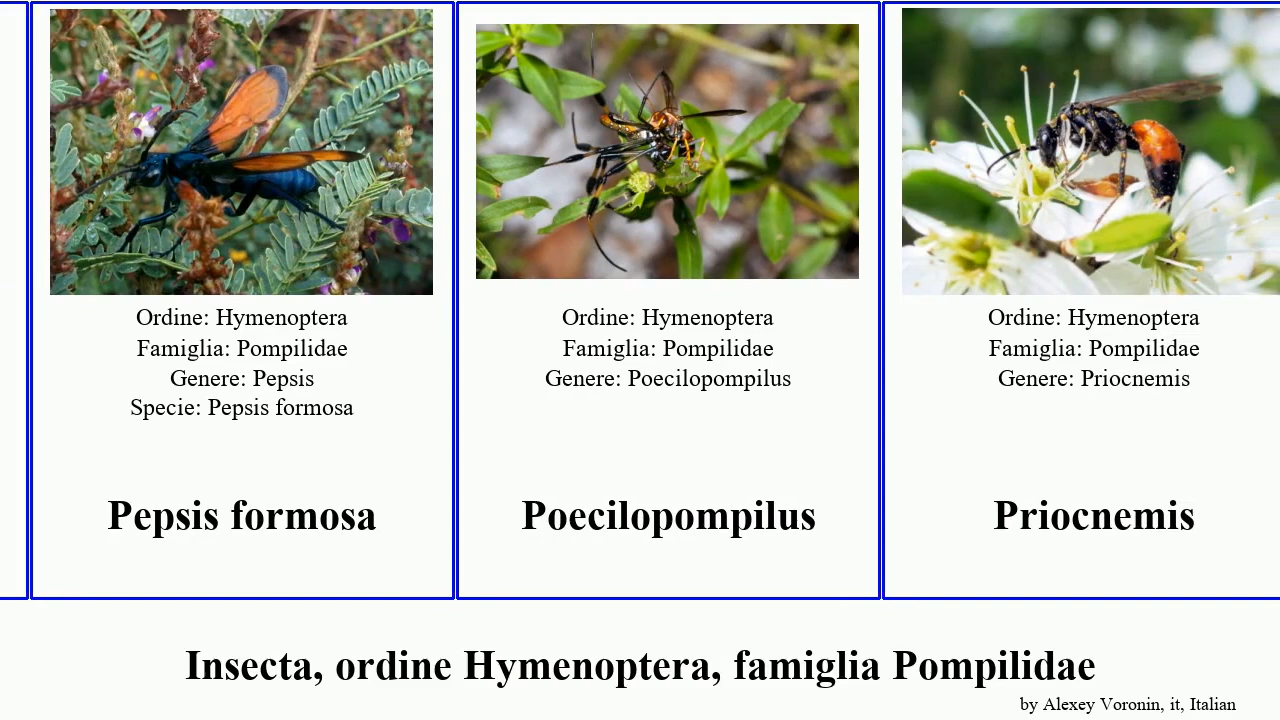 Ordine: Hymenoptera
Famiglia: Pompilidae
Genere: Pepsis
Specie: Pepsis formosa
Pepsis formosa
Ordine: Hymenoptera
Famiglia: Pompilidae
Genere: Poecilopompilus
Poecilopompilus
Ordine: Hymenoptera
Famiglia: Pompilidae
Genere: Priocnemis
Priocnemis
Insecta, ordine Hymenoptera, famiglia Pompilidae
by Alexey Voronin, it, Italian